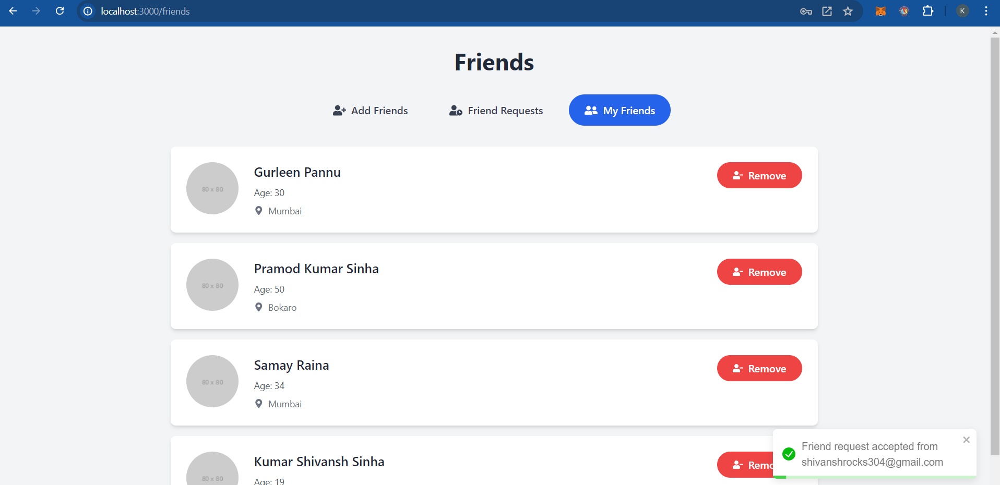 localhost:3000/friends
K
Friends
Add Friends
Friend Requests
My Friends
80 x 80
Gurleen Pannu
Age: 30
Mumbai
Remove
80 x 80
Pramod Kumar Sinha
Age: 50
Bokaro
Remove
80 x 80
Samay Raina
Age: 34
Mumbai
Remove
80 x 80
Kumar Shivansh Sinha
Age: 19
Remo
Friend request accepted from
shivanshrocks304@gmail.com